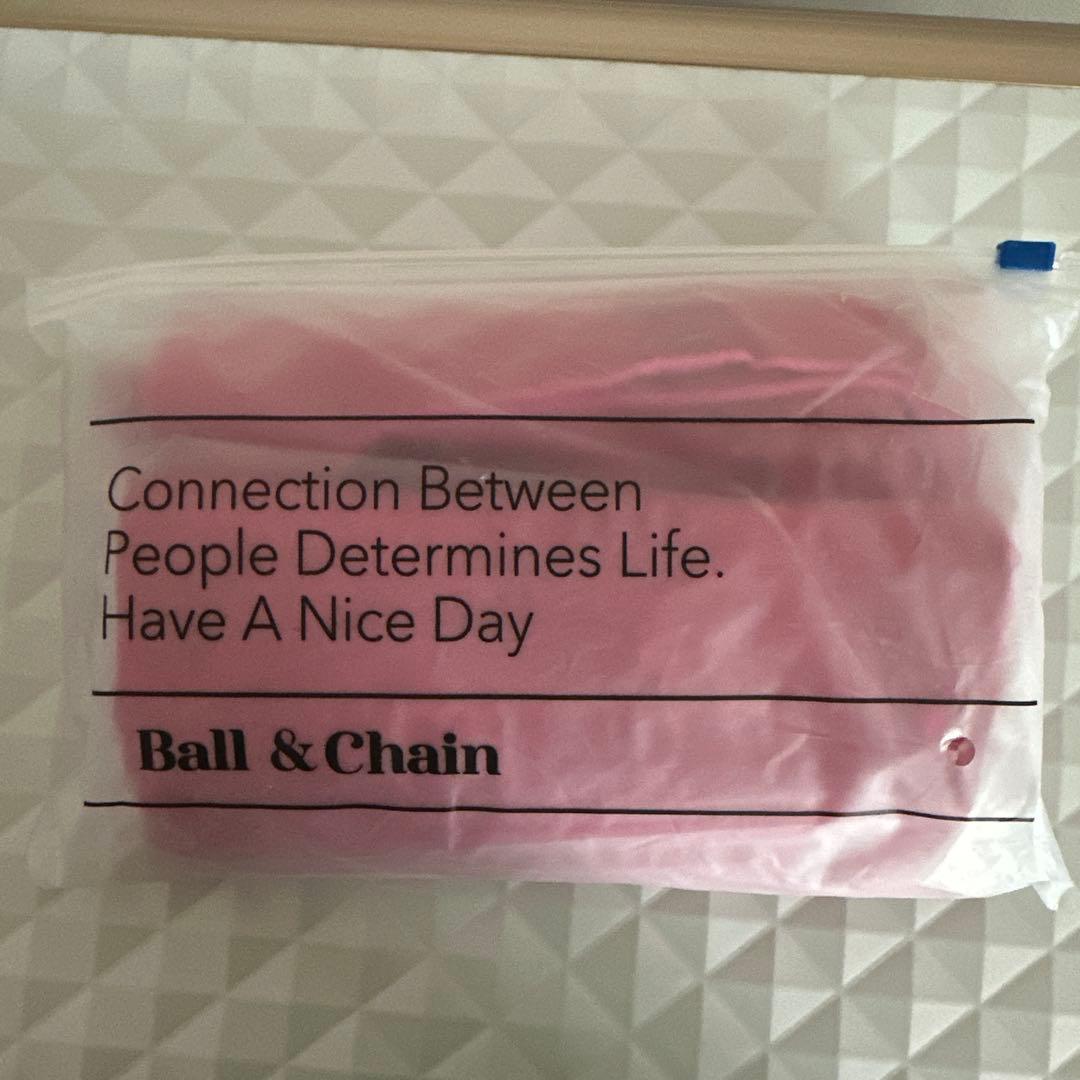 Connection Between
People Determines Life.
Have A Nice Day
Ball & Chain